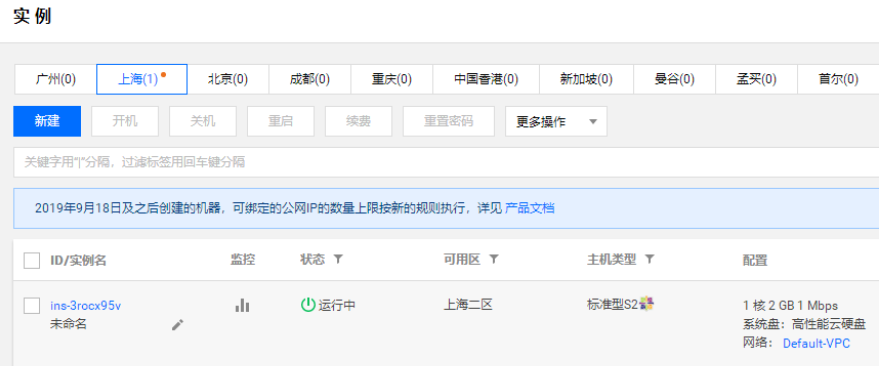 实例
广州(0) 上海(1) 北京(0) 成都(0) 重庆(0) 中国香港(0) 新加坡(0) 曼谷(0) 孟买(0) 首尔(0)
新建 开机 关机 重启 续费 重置密码 更多操作
关键字用"|"分隔，过滤标签用回车键分隔
2019年9月18日及之后创建的机器，可绑定的公网IP的数量上限按新的规则执行，详见 产品文档
ID/实例名 监控 状态 可用区 主机类型 配置
ins-3rocx95v 运行中 上海二区 标准型S2 1 核 2 GB 1 Mbps
未命名 系统盘：高性能云硬盘
网络： Default-VPC